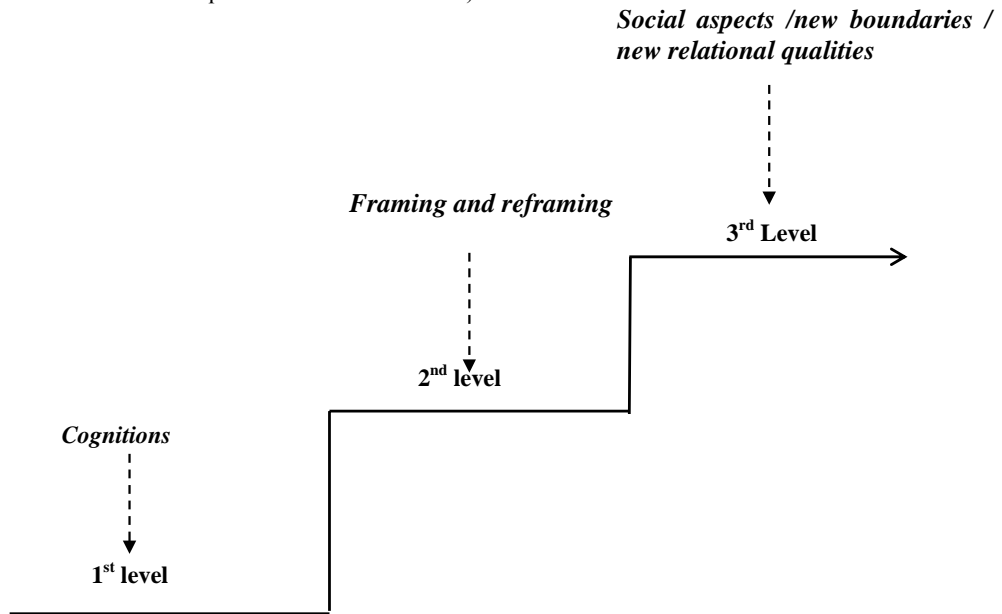 Social aspects /new boundaries /
new relational qualities
Framing and reframing
3rd Level
2nd level
Cognitions
1st level